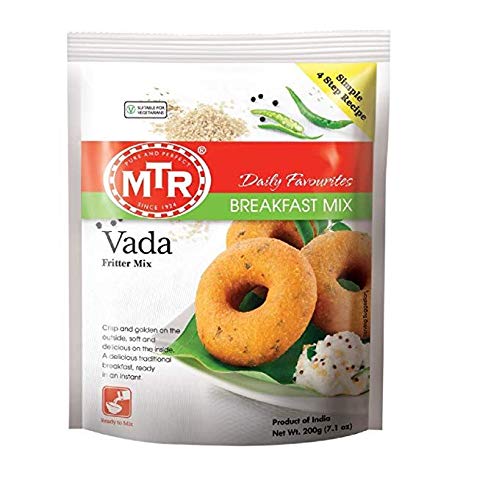 Simple
4 Step Recipe
SUITABLE FOR
VEGETARIANS
PURE AND PERFECT
MTR®
SINCE 1924
Daily Favourites
BREAKFAST MIX
Vada
Fritter Mix
Crisp and golden on the
outside, soft and
delicious on the inside.
A delicious traditional
breakfast, ready
in an instant.
Ready to Mix
Serving Suggestion
Product of India
Net Wt. 200g (7.1 oz)